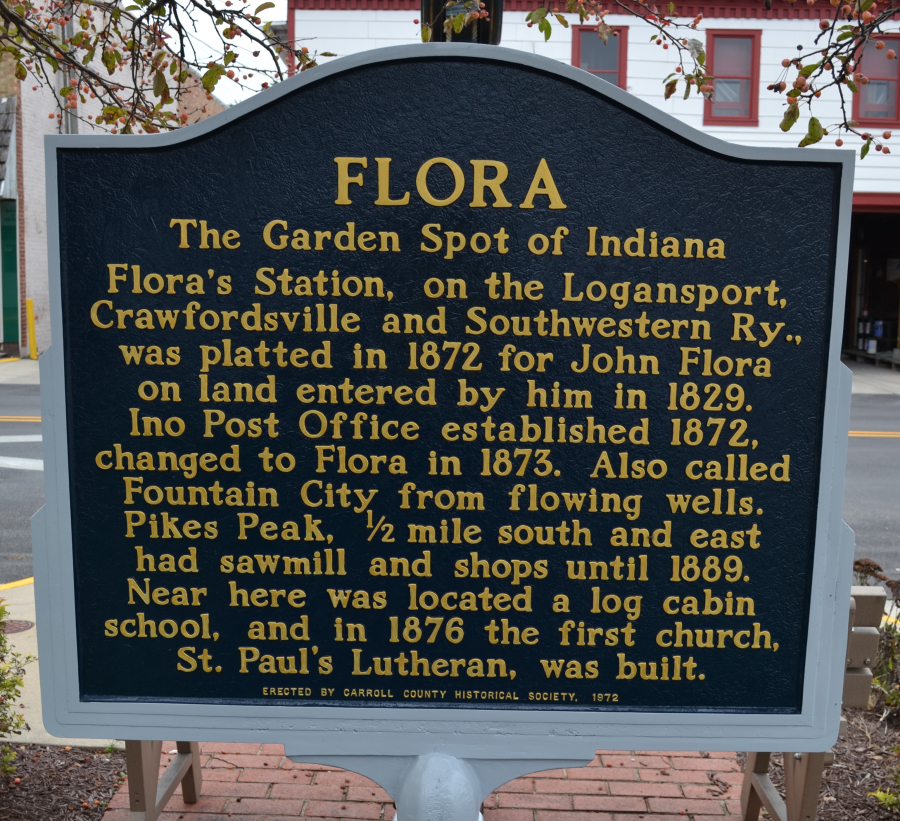 FLORA
The Garden Spot of Indiana
Flora's Station, on the Logansport,
Crawfordsville and Southwestern Ry.,
was platted in 1872 for John Flora
on land entered by him in 1829.
Ino Post Office established 1872,
changed to Flora in 1873. Also called
Fountain City from flowing wells.
Pikes Peak, ½ mile south and east
had sawmill and shops until 1889.
Near here was located a log cabin
school, and in 1876 the first church,
St. Paul's Lutheran, was built.
ERECTED BY CARROLL COUNTY HISTORICAL SOCIETY, 1972